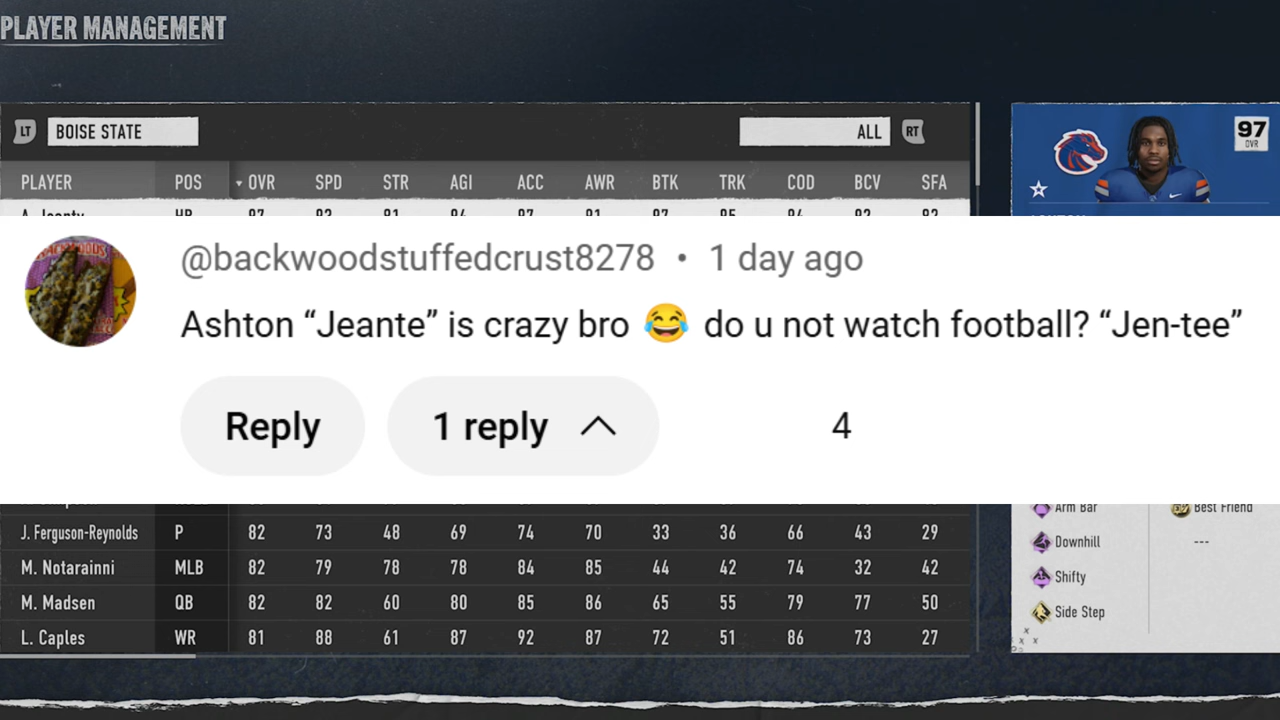 PLAYER MANAGEMENT
LT BOISE STATE ALL RT
97
OVR
PLAYER POS OVR SPD STR AGI ACC AWR BTK TRK COD BCV SFA
A. Jeanty HB
@backwoodstuffedcrust8278 • 1 day ago
Ashton “Jeante” is crazy bro 😂 do u not watch football? “Jen-tee”
Reply 1 reply 4
Arm Bar Best Friend
J. Ferguson-Reynolds P 82 73 48 69 74 70 33 36 66 43 29
Downhill ---
M. Notarainni MLB 82 79 78 78 84 85 44 42 74 32 42
Shifty
M. Madsen QB 82 82 60 80 85 86 65 55 79 77 50
Side Step
L. Caples WR 81 88 61 87 92 87 72 51 86 73 27